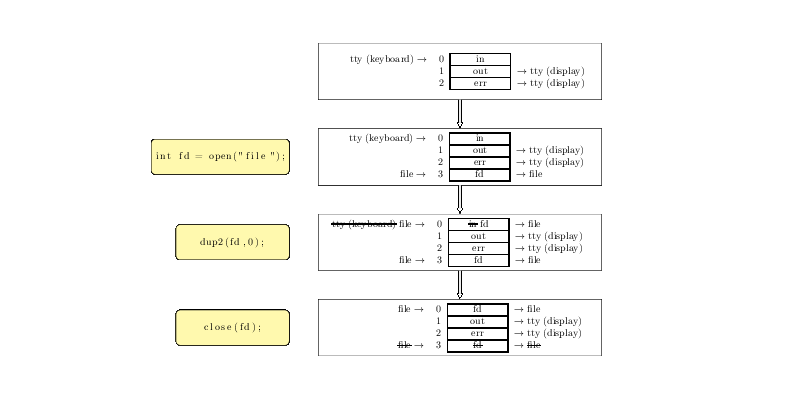 tty (keyboard) → 0 in
1 out → tty (display)
2 err → tty (display)
int fd = open("file");
tty (keyboard) → 0 in
1 out → tty (display)
2 err → tty (display)
file → 3 fd → file
dup2(fd,0);
tty (keyboard) file → 0 in fd → file
1 out → tty (display)
2 err → tty (display)
file → 3 fd → file
close(fd);
file → 0 fd → file
1 out → tty (display)
2 err → tty (display)
file → 3 fd → file